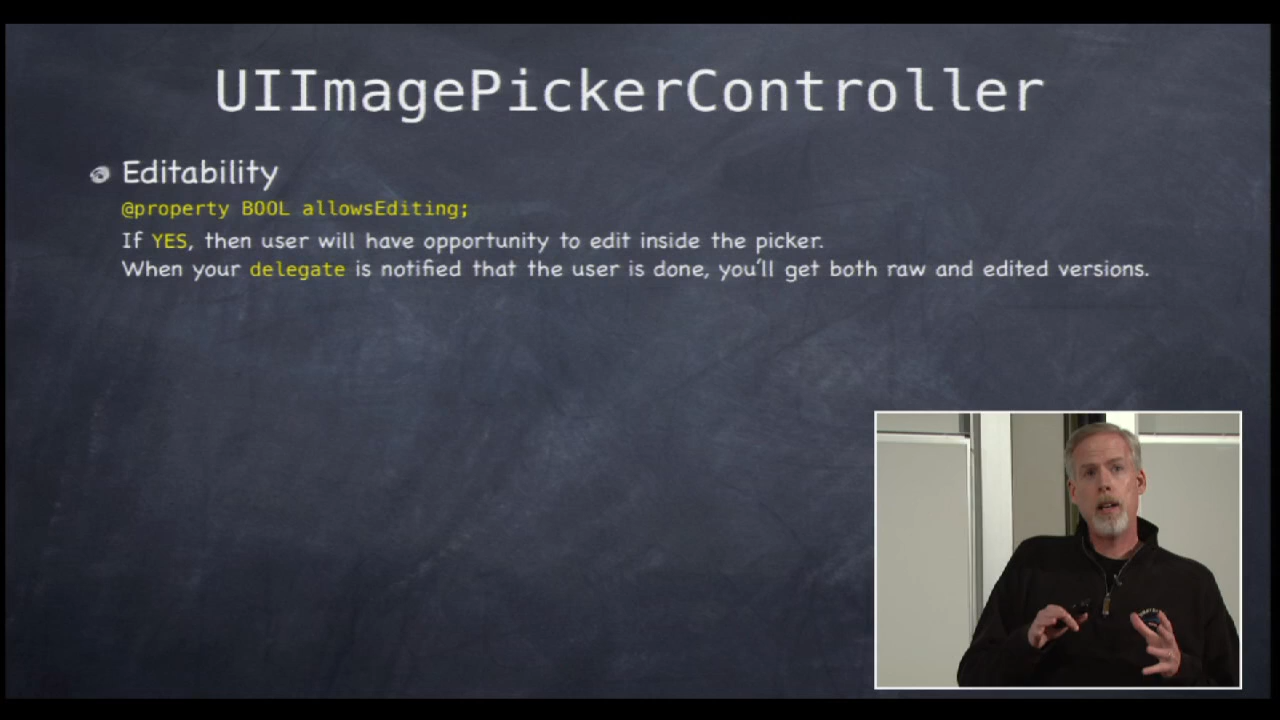 UIImagePickerController
Editability
@property BOOL allowsEditing;
If YES, then user will have opportunity to edit inside the picker.
When your delegate is notified that the user is done, you'll get both raw and edited versions.